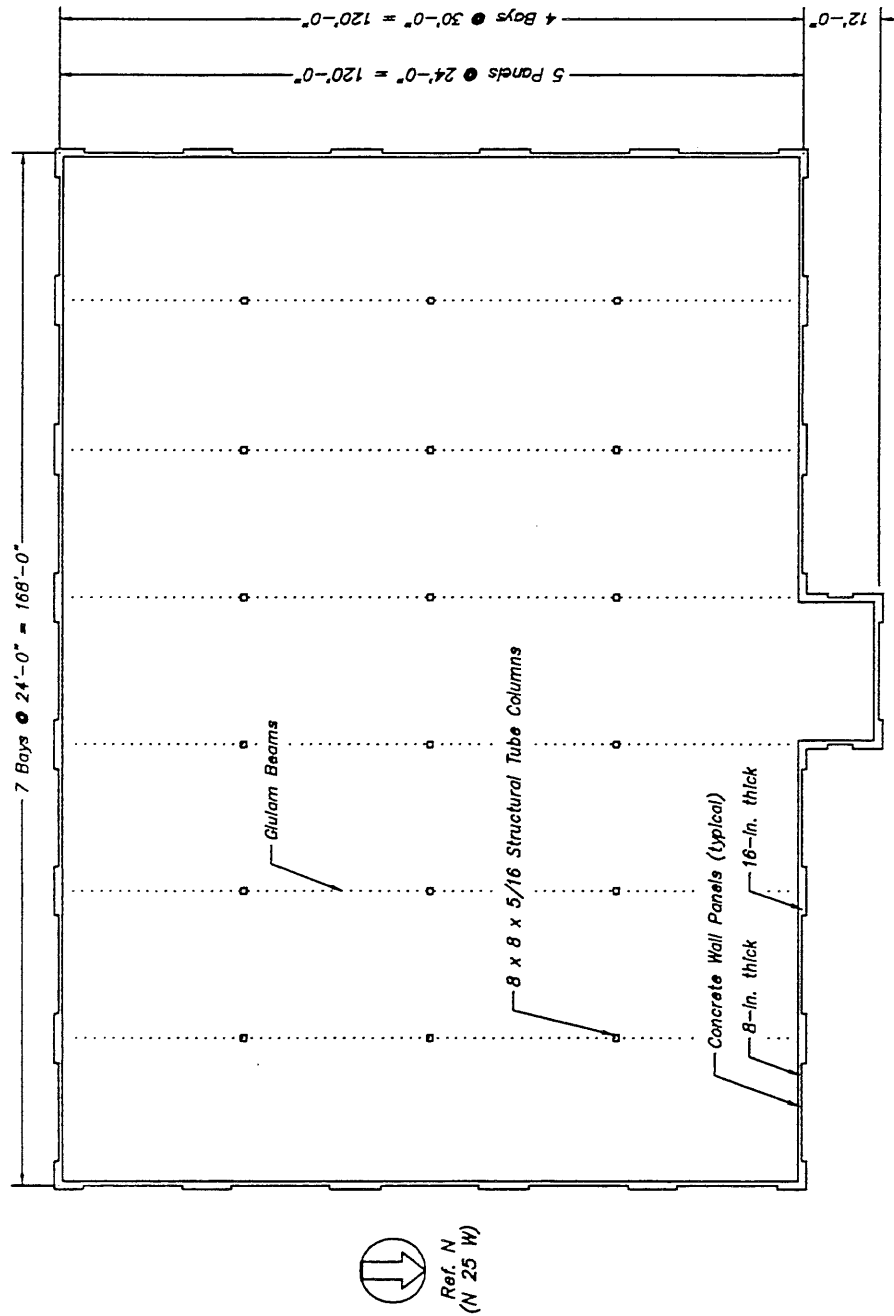 7 Bays @ 24'-0" = 168'-0"
4 Bays @ 30'-0" = 120'-0"
5 Panels @ 24'-0" = 120'-0"
12'-0"
Glulam Beams
8 x 8 x 5/16 Structural Tube Columns
Concrete Wall Panels (typical)
8-in. thick
16-in. thick
Ref. N
(N 25 W)